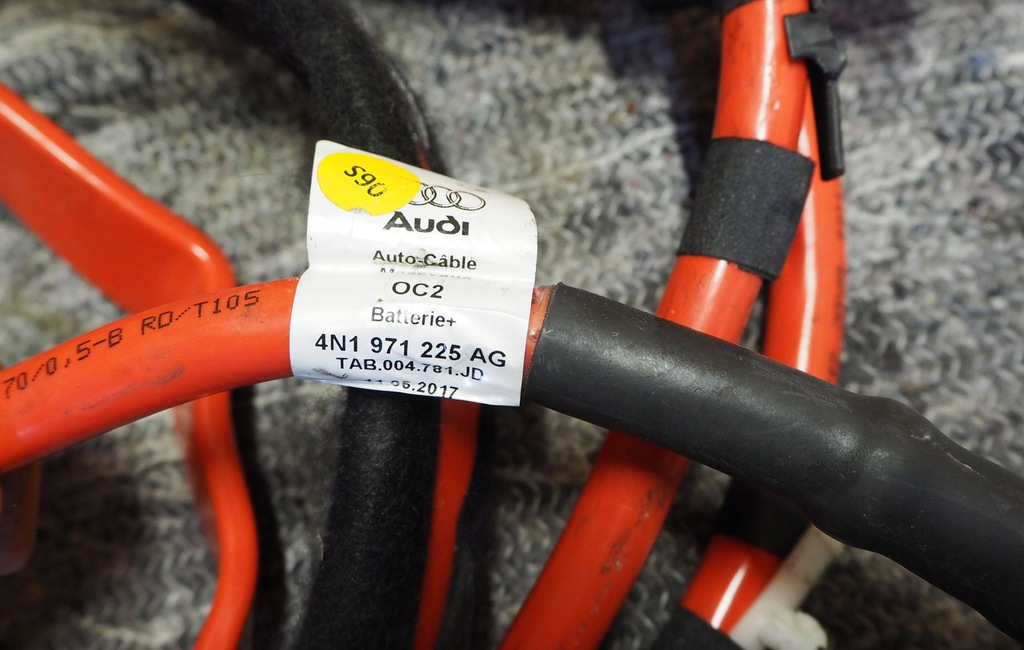 S90
Audi
Auto-Câble
OC2
Batterie+
4N1 971 225 AG
TAB.004.781.JD
70/0,5-B RD/T105